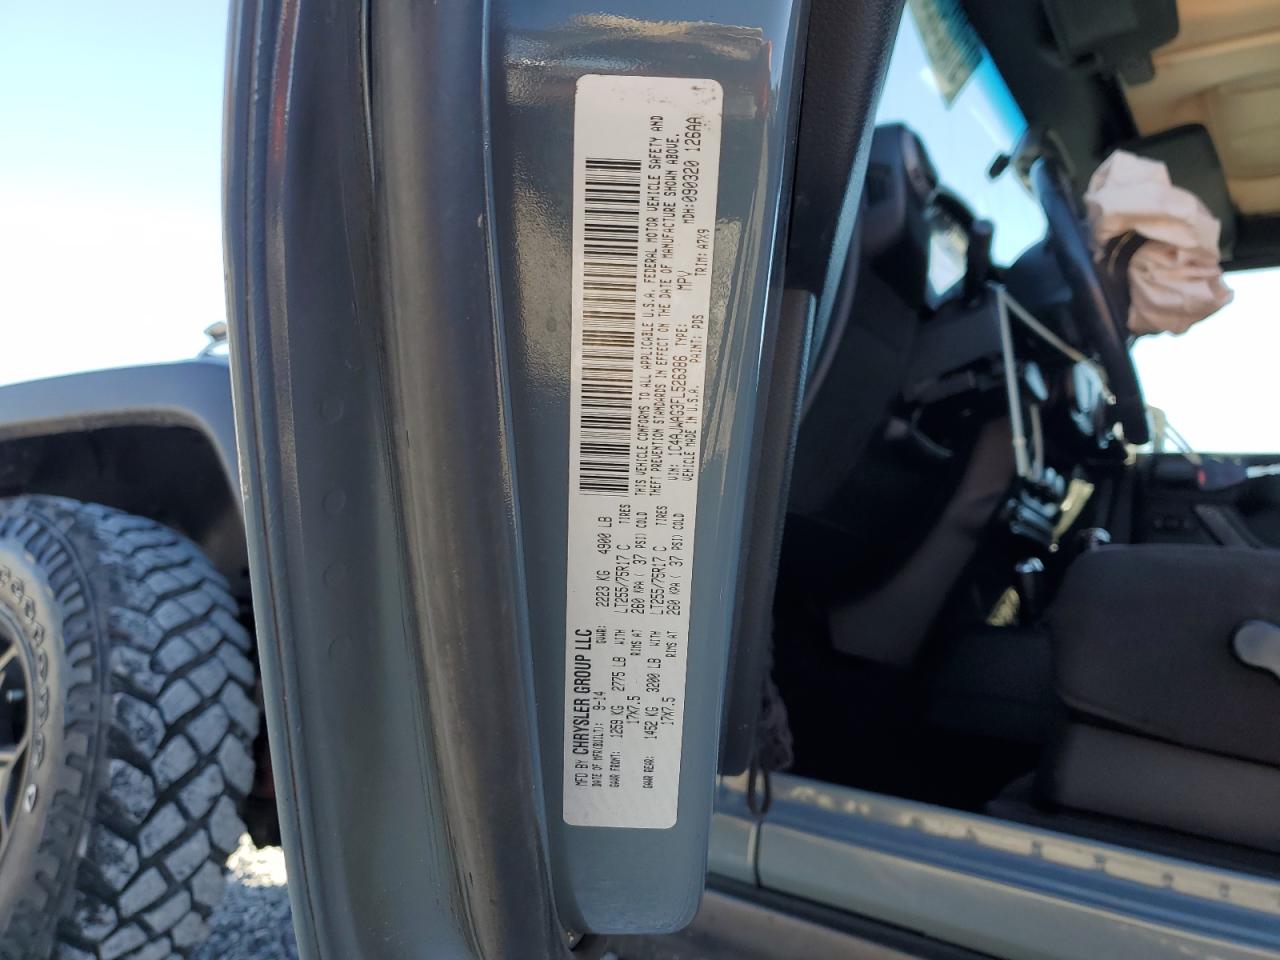 MFD BY CHRYSLER GROUP LLC
DATE OF MFR(BUILT): 9-14 GVWR: 2223 KG 4900 LB
GAWR FRONT: 1259 KG 2775 LB WITH LT255/75R17 C TIRES
17X7.5 RIMS AT 260 KPA ( 37 PSI) COLD
GAWR REAR: 1452 KG 3200 LB WITH LT255/75R17 C TIRES
17X7.5 RIMS AT 260 KPA ( 37 PSI) COLD
THIS VEHICLE CONFORMS TO ALL APPLICABLE U.S.A. FEDERAL MOTOR VEHICLE SAFETY AND
THEFT PREVENTION STANDARDS IN EFFECT ON THE DATE OF MANUFACTURE SHOWN ABOVE.
VIN: 1C4AJWAG3FL526386 TYPE: MPV MDH:090320 126AA
VEHICLE MADE IN U.S.A. PAINT: PDS TRIM: A7X9